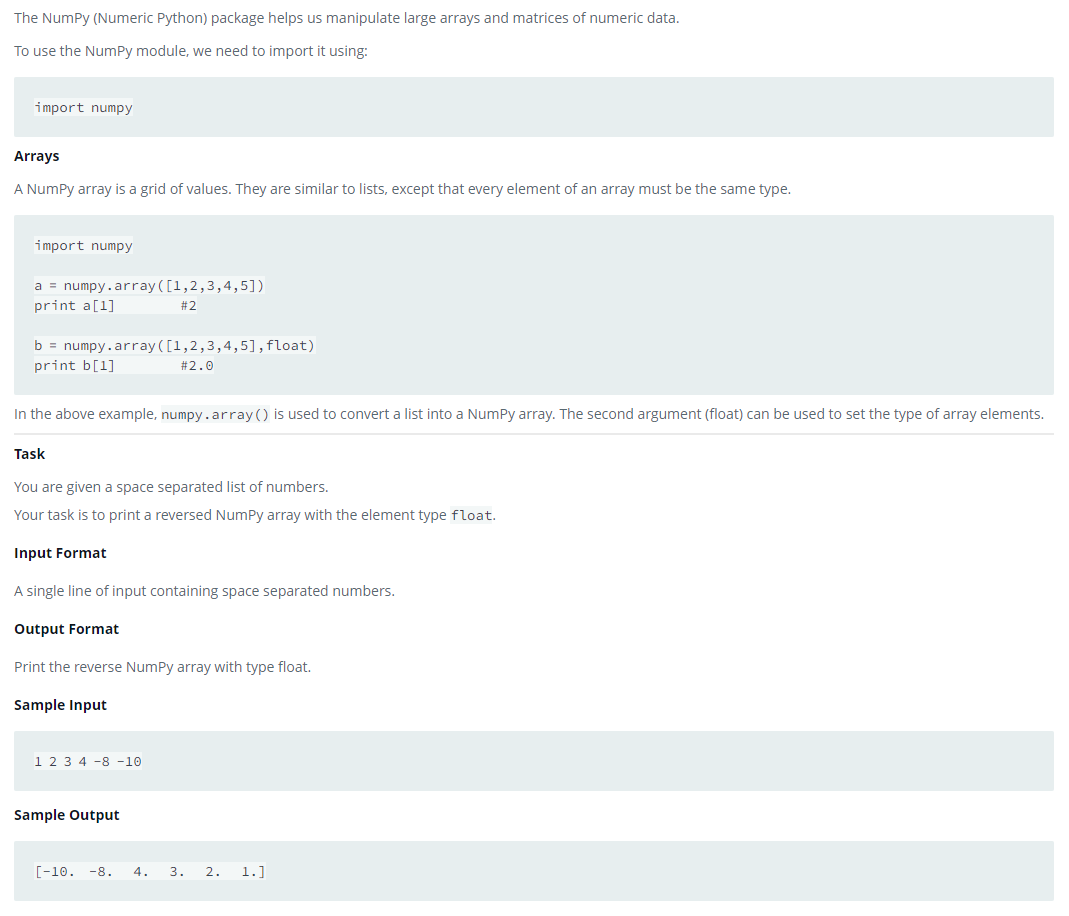 The NumPy (Numeric Python) package helps us manipulate large arrays and matrices of numeric data.
To use the NumPy module, we need to import it using:
import numpy
Arrays
A NumPy array is a grid of values. They are similar to lists, except that every element of an array must be the same type.
import numpy
a = numpy.array([1,2,3,4,5])
print a[1]        #2
b = numpy.array([1,2,3,4,5],float)
print b[1]        #2.0
In the above example, numpy.array() is used to convert a list into a NumPy array. The second argument (float) can be used to set the type of array elements.
Task
You are given a space separated list of numbers.
Your task is to print a reversed NumPy array with the element type float.
Input Format
A single line of input containing space separated numbers.
Output Format
Print the reverse NumPy array with type float.
Sample Input
1 2 3 4 -8 -10
Sample Output
[-10.  -8.   4.   3.   2.   1.]